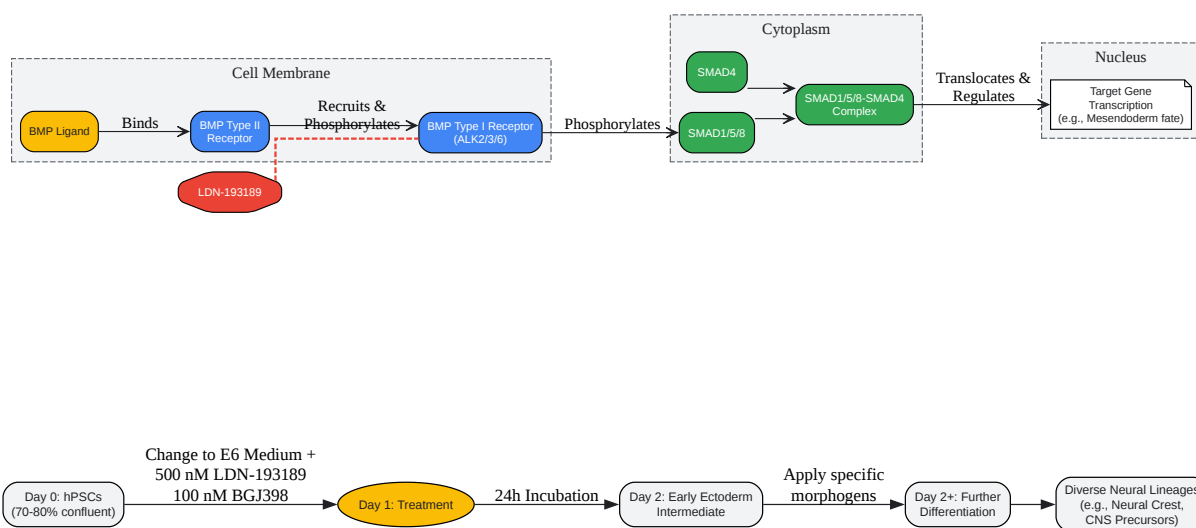 Cell Membrane
BMP Ligand
Binds
BMP Type II
Receptor
Recruits &
Phosphorylates
BMP Type I Receptor
(ALK2/3/6)
LDN-193189
Phosphorylates
Cytoplasm
SMAD4
SMAD1/5/8
SMAD1/5/8-SMAD4
Complex
Translocates &
Regulates
Nucleus
Target Gene
Transcription
(e.g., Mesendoderm fate)
Day 0: hPSCs
(70-80% confluent)
Change to E6 Medium +
500 nM LDN-193189
100 nM BGJ398
Day 1: Treatment
24h Incubation
Day 2: Early Ectoderm
Intermediate
Apply specific
morphogens
Day 2+: Further
Differentiation
Diverse Neural Lineages
(e.g., Neural Crest,
CNS Precursors)